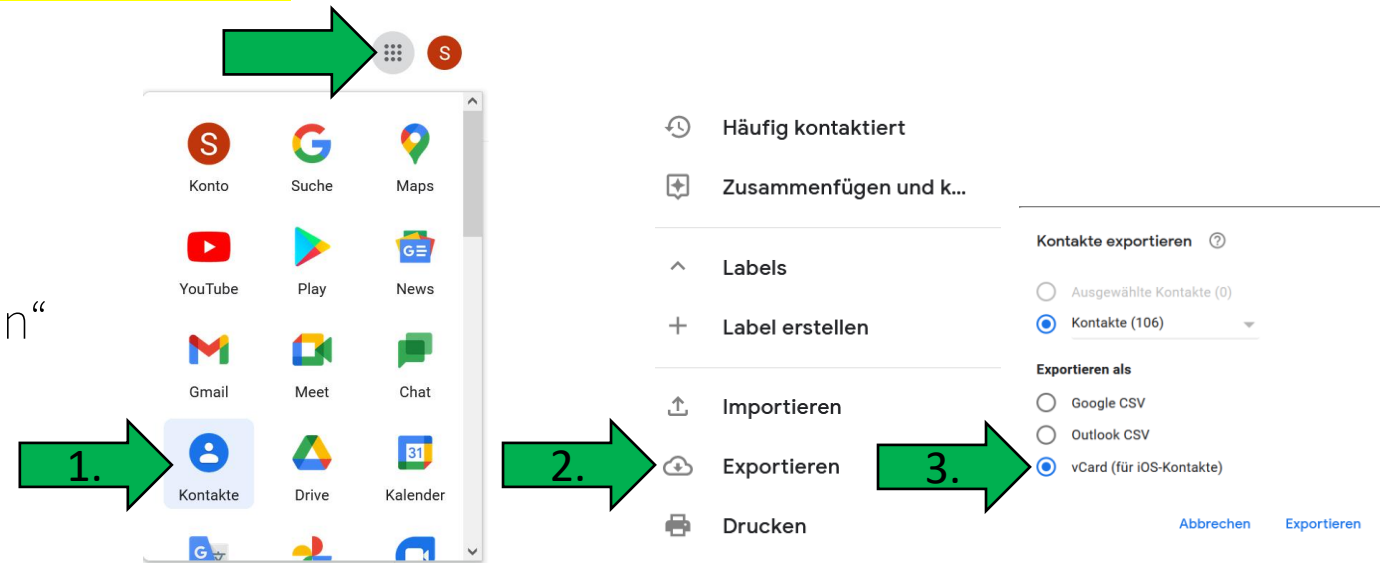 S
S
Konto Suche Maps
G≡
YouTube Play News
n“
Gmail Meet Chat
31
1.
Kontakte Drive Kalender
G
Häufig kontaktiert
Zusammenfügen und k...
Labels
Label erstellen
Importieren
2.
Exportieren
Drucken
Kontakte exportieren ?
Ausgewählte Kontakte (0)
Kontakte (106)
Exportieren als
Google CSV
Outlook CSV
3.
vCard (für iOS-Kontakte)
Abbrechen Exportieren